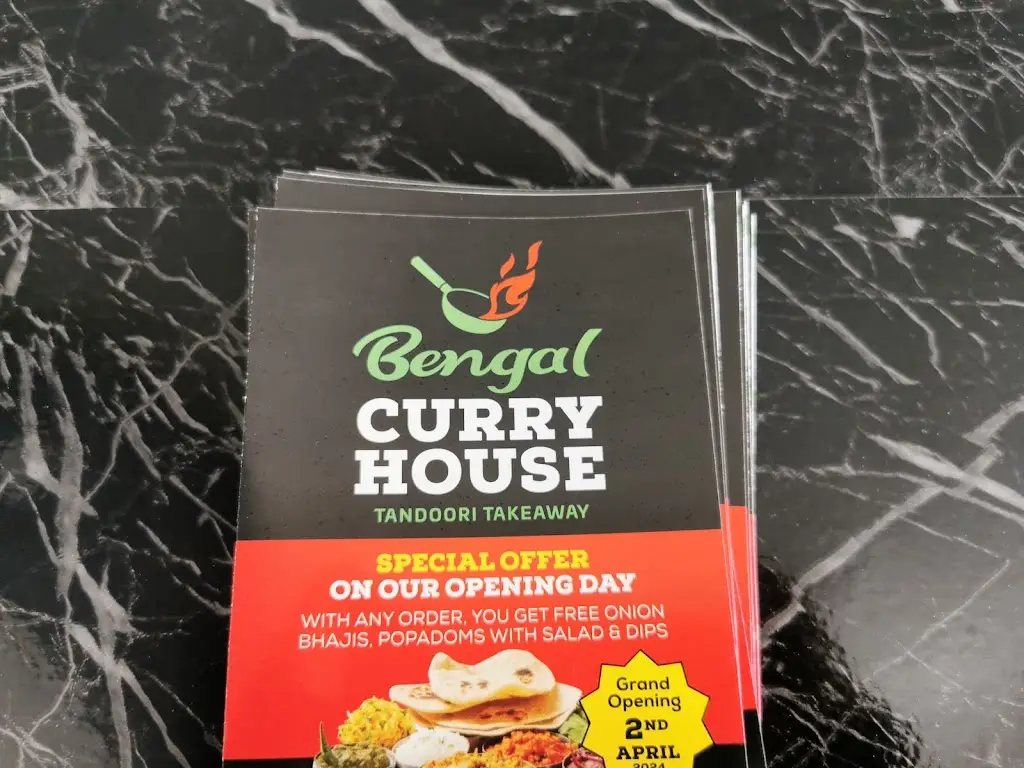 Bengal
CURRY
HOUSE
TANDOORI TAKEAWAY
SPECIAL OFFER
ON OUR OPENING DAY
WITH ANY ORDER, YOU GET FREE ONION
BHAJIS, POPADOMS WITH SALAD & DIPS
Grand
Opening
2ND
APRIL
2024